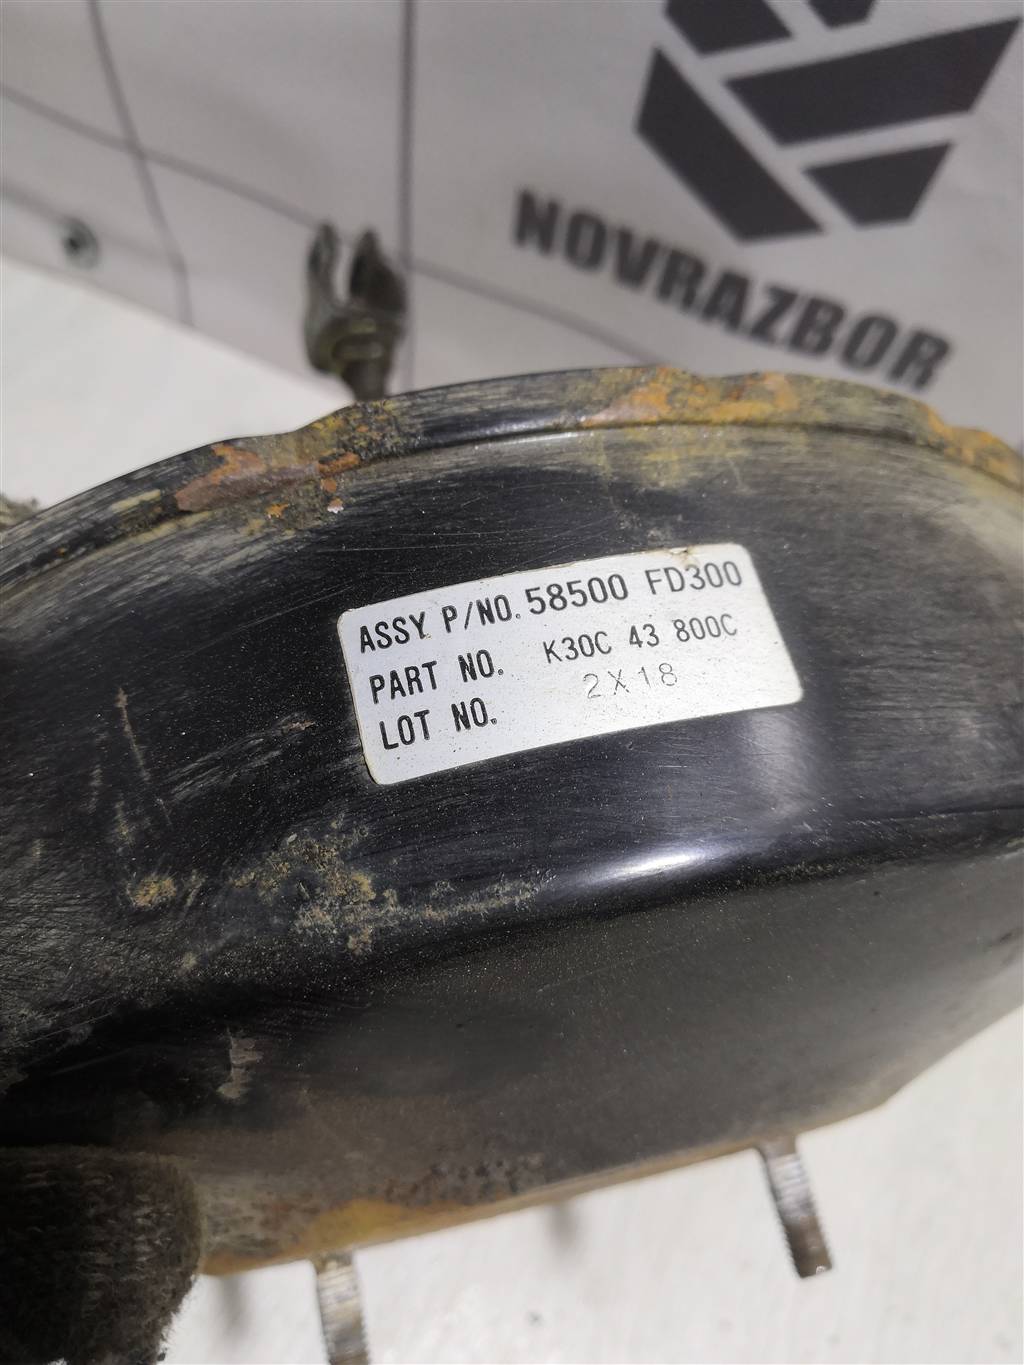 NOVRAZBOR
ASSY P/NO. 58500 FD300
PART NO. K30C 43 800C
LOT NO. 2X18